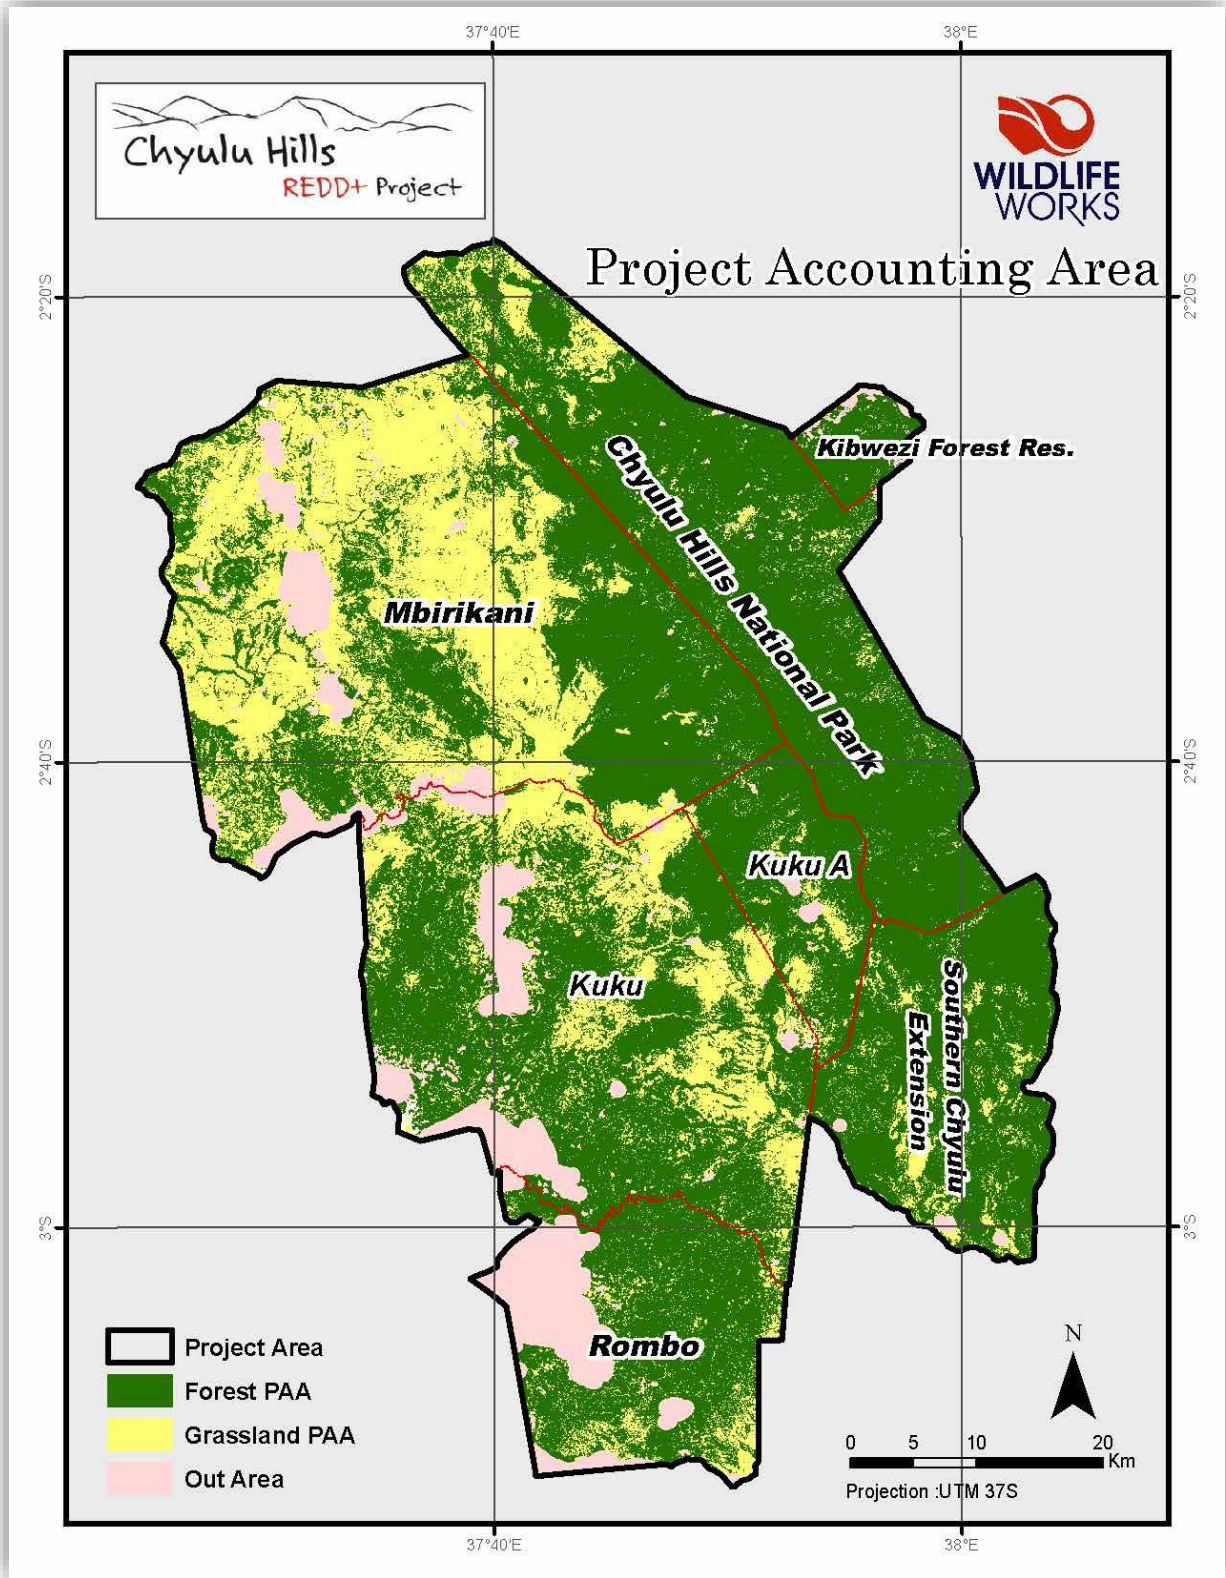 37°40'E
38°E
Chyulu Hills
REDD+ Project
WILDLIFE
WORKS
Project Accounting Area
2°20'S
2°20'S
Kibwezi Forest Res.
Chyulu Hills National Park
Mbirikani
2°40'S
2°40'S
Kuku A
Kuku
Southern Chyulu
Extension
3°S
3°S
Rombo
Project Area
Forest PAA
Grassland PAA
Out Area
N
0 5 10 20
Km
Projection :UTM 37S
37°40'E
38°E